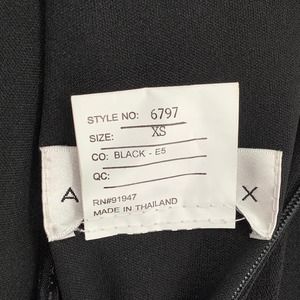 STYLE NO: 6797
SIZE: XS
CO: BLACK - E5
QC:
A X
RN#91947
MADE IN THAILAND